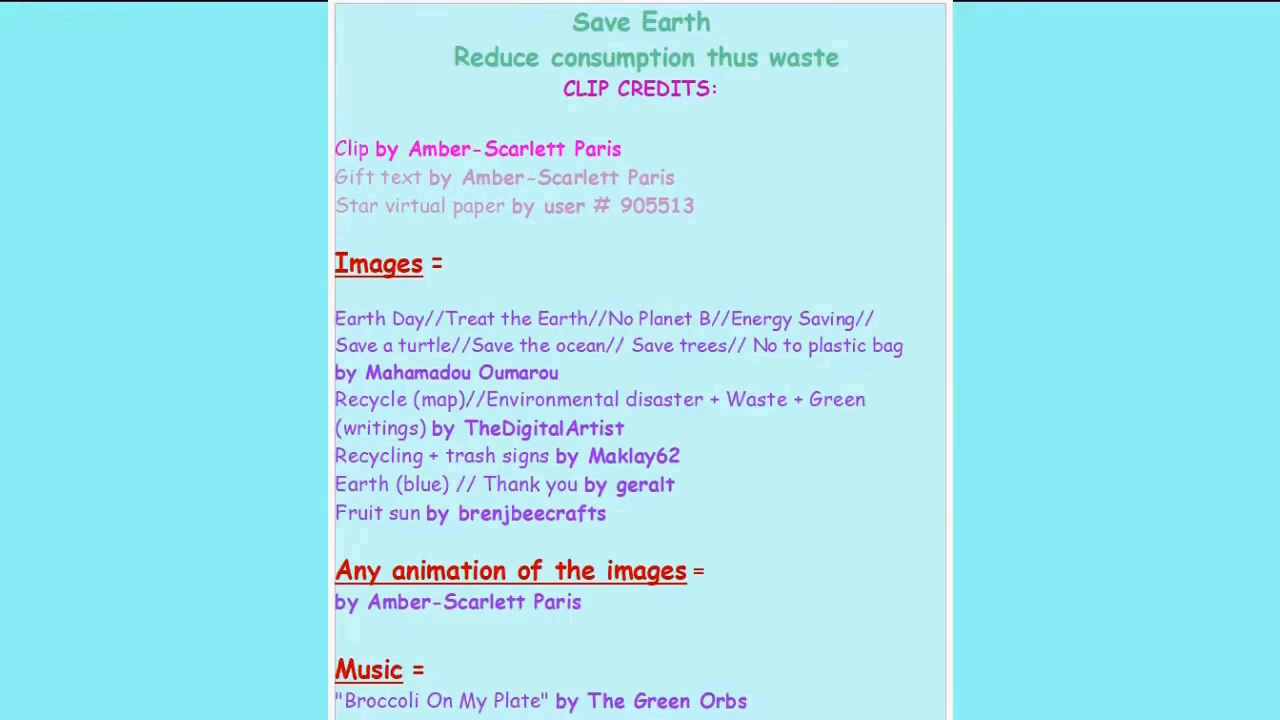 Save Earth
Reduce consumption thus waste
CLIP CREDITS:
Clip by Amber-Scarlett Paris
Gift text by Amber-Scarlett Paris
Star virtual paper by user # 905513
Images =
Earth Day//Treat the Earth//No Planet B//Energy Saving//
Save a turtle//Save the ocean// Save trees// No to plastic bag
by Mahamadou Oumarou
Recycle (map)//Environmental disaster + Waste + Green
(writings) by TheDigitalArtist
Recycling + trash signs by Maklay62
Earth (blue) // Thank you by geralt
Fruit sun by brenjbeecrafts
Any animation of the images =
by Amber-Scarlett Paris
Music =
"Broccoli On My Plate" by The Green Orbs